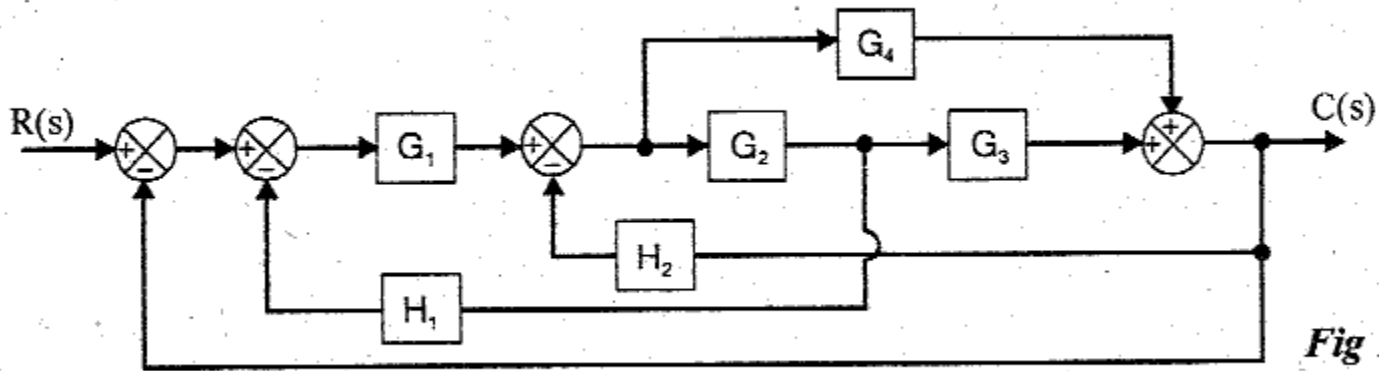 G₄
R(s)
C(s)
+
-
+
-
G₁
+
-
G₂
G₃
+
+
H₂
H₁
Fig